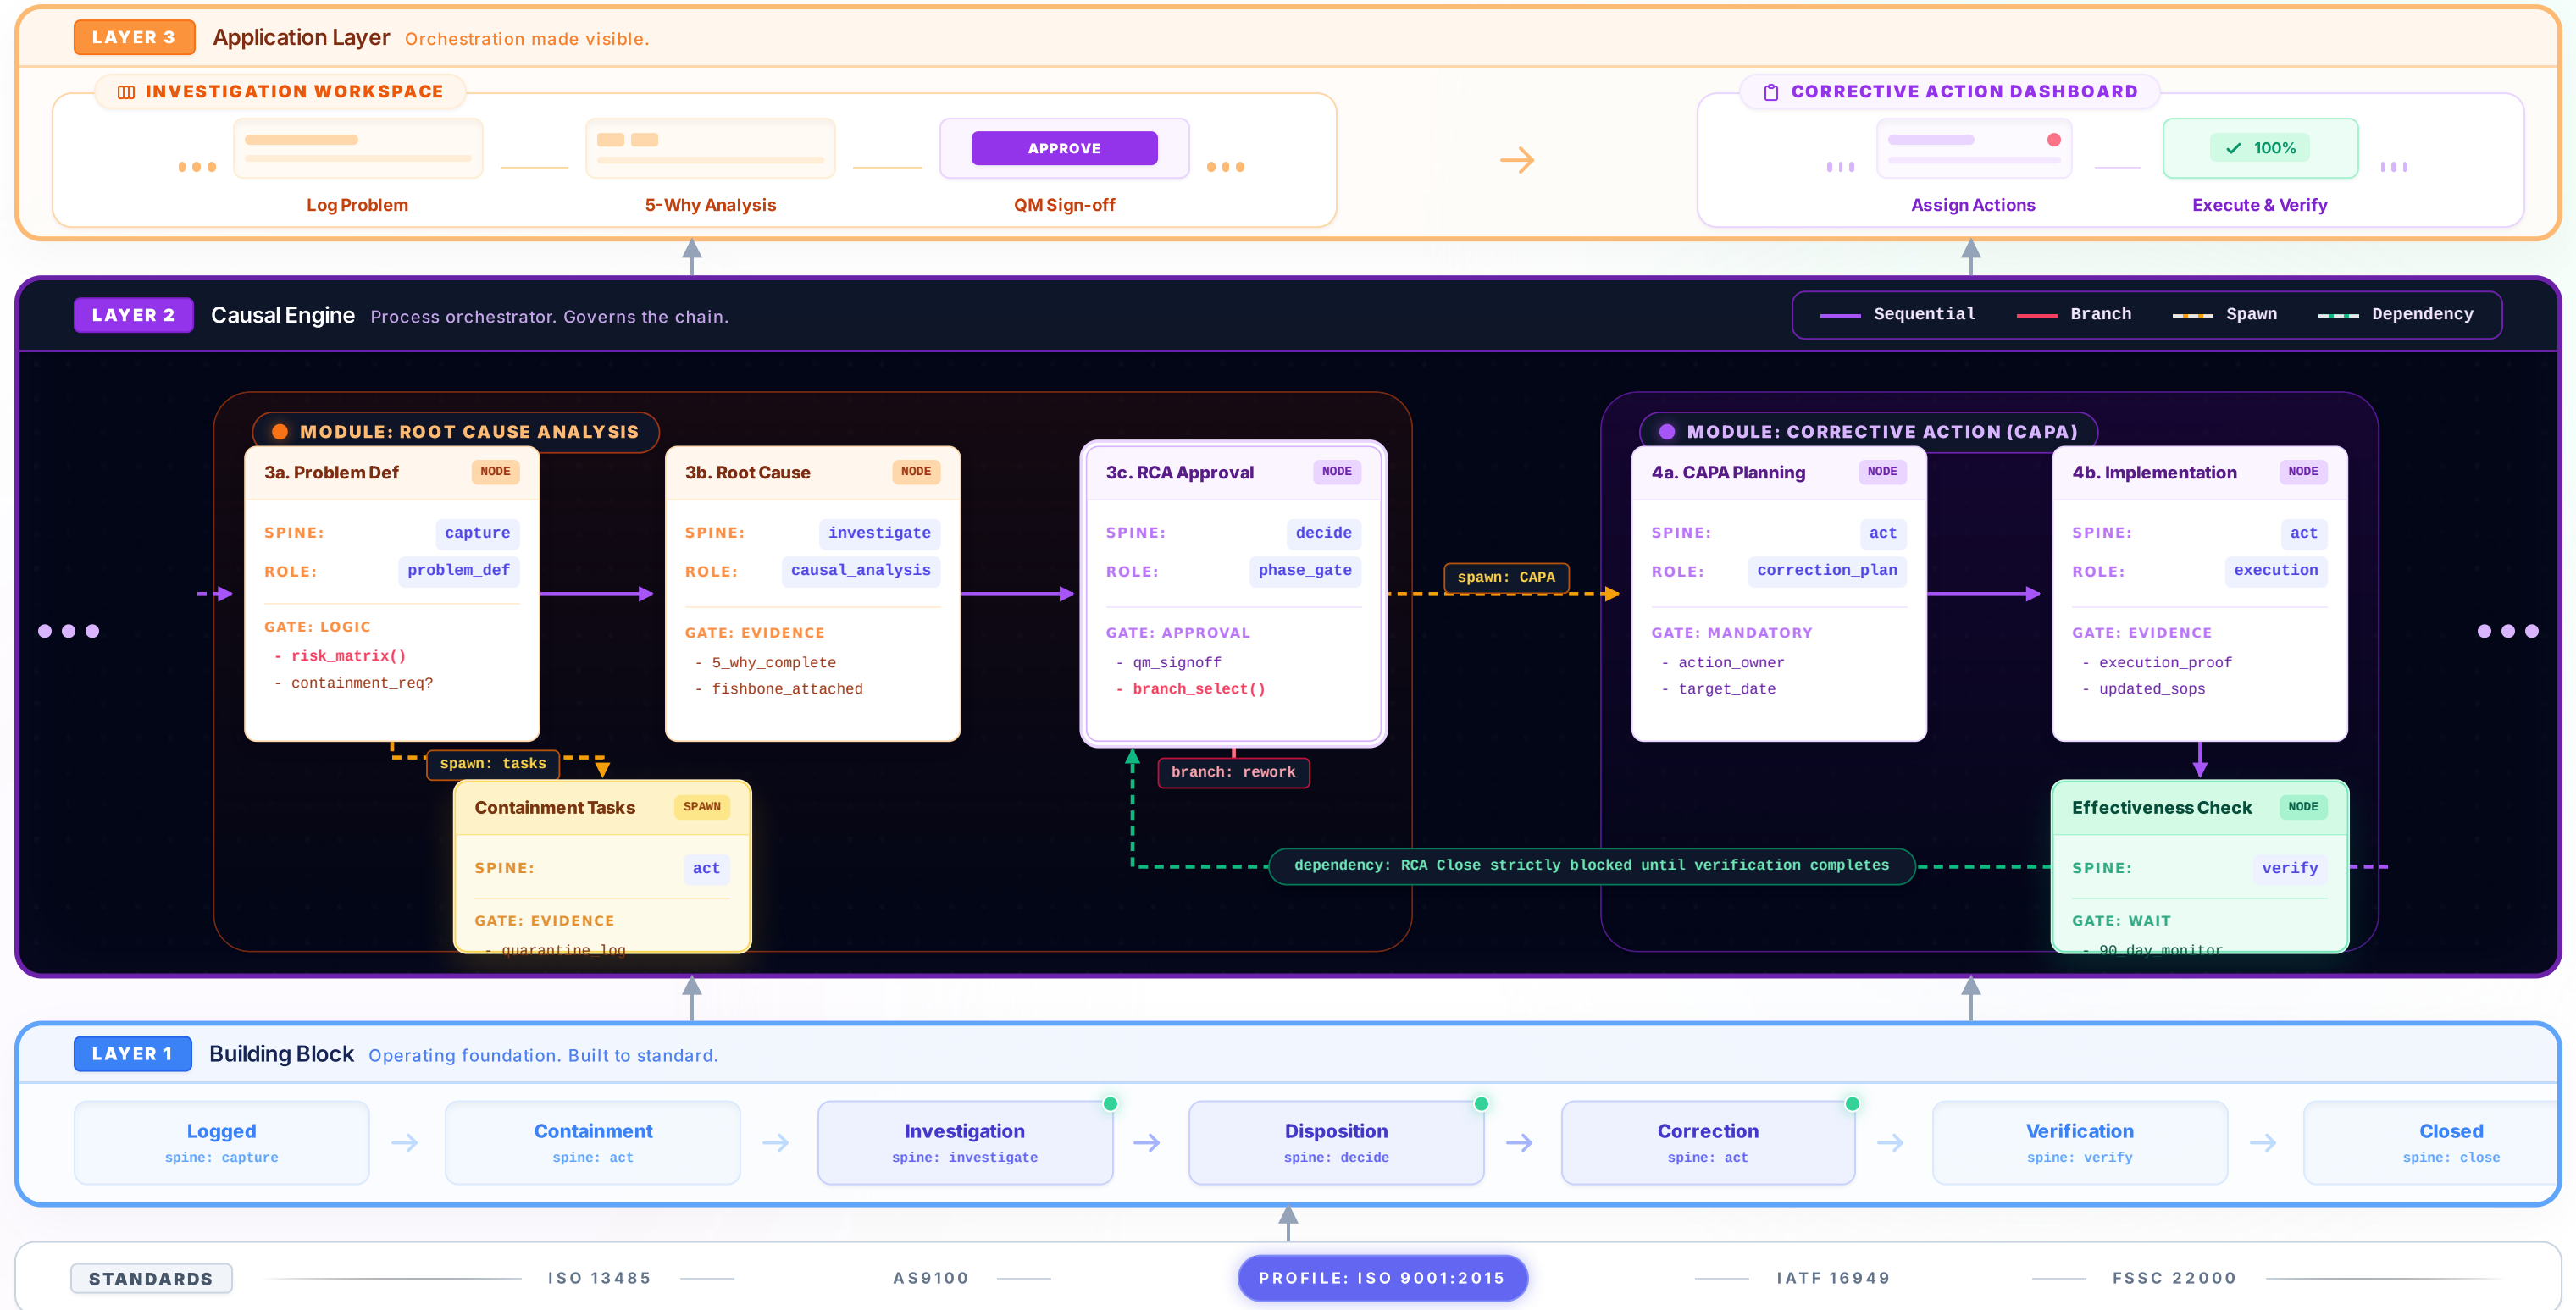 LAYER 3 Application Layer Orchestration made visible.
INVESTIGATION WORKSPACE
APPROVE
Log Problem
5-Why Analysis
QM Sign-off
CORRECTIVE ACTION DASHBOARD
100%
Assign Actions
Execute & Verify
LAYER 2 Causal Engine Process orchestrator. Governs the chain.
Sequential Branch Spawn Dependency
MODULE: ROOT CAUSE ANALYSIS
3a. Problem Def NODE
SPINE: capture
ROLE: problem_def
GATE: LOGIC
- risk_matrix()
- containment_req?
3b. Root Cause NODE
SPINE: investigate
ROLE: causal_analysis
GATE: EVIDENCE
- 5_why_complete
- fishbone_attached
3c. RCA Approval NODE
SPINE: decide
ROLE: phase_gate
GATE: APPROVAL
- qm_signoff
- branch_select()
spawn: tasks
branch: rework
Containment Tasks SPAWN
SPINE: act
GATE: EVIDENCE
- quarantine_log
spawn: CAPA
MODULE: CORRECTIVE ACTION (CAPA)
4a. CAPA Planning NODE
SPINE: act
ROLE: correction_plan
GATE: MANDATORY
- action_owner
- target_date
4b. Implementation NODE
SPINE: act
ROLE: execution
GATE: EVIDENCE
- execution_proof
- updated_sops
dependency: RCA Close strictly blocked until verification completes
Effectiveness Check NODE
SPINE: verify
GATE: WAIT
- 90_day_monitor
LAYER 1 Building Block Operating foundation. Built to standard.
Logged
spine: capture
Containment
spine: act
Investigation
spine: investigate
Disposition
spine: decide
Correction
spine: act
Verification
spine: verify
Closed
spine: close
STANDARDS ISO 13485 AS9100 PROFILE: ISO 9001:2015 IATF 16949 FSSC 22000